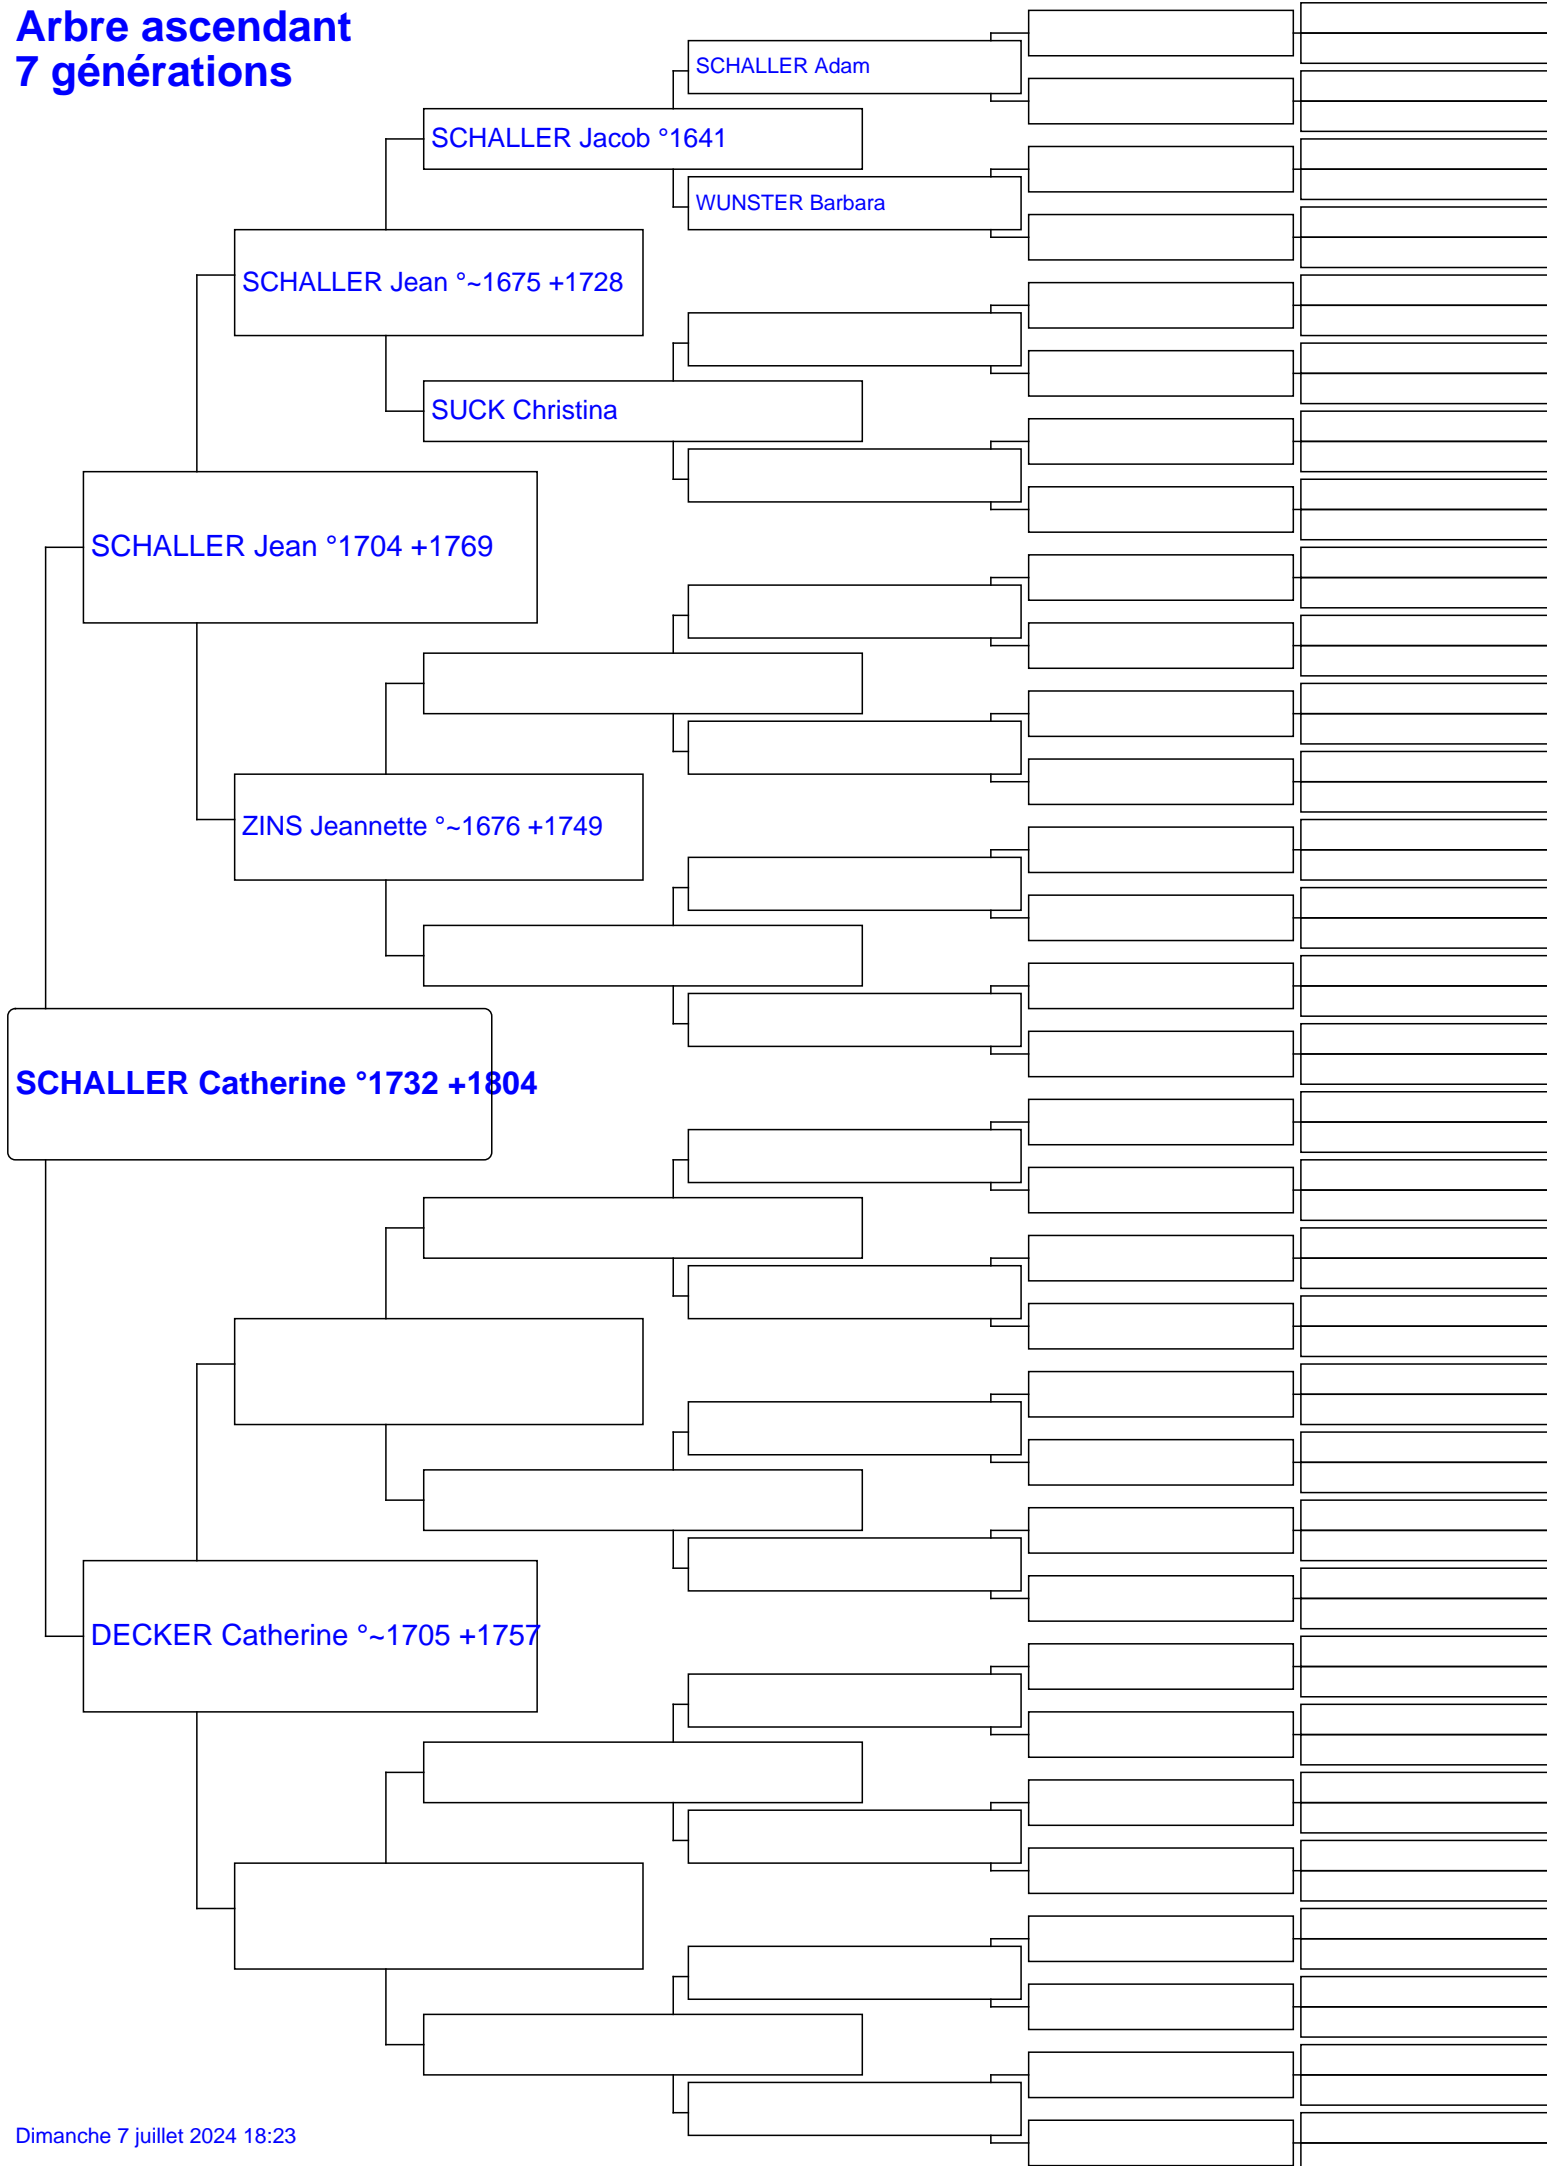 Arbre ascendant
7 générations
SCHALLER Adam
SCHALLER Jacob °1641
WUNSTER Barbara
SCHALLER Jean °~1675 +1728
SUCK Christina
SCHALLER Jean °1704 +1769
ZINS Jeannette °~1676 +1749
SCHALLER Catherine °1732 +1804
DECKER Catherine °~1705 +1757
Dimanche 7 juillet 2024 18:23